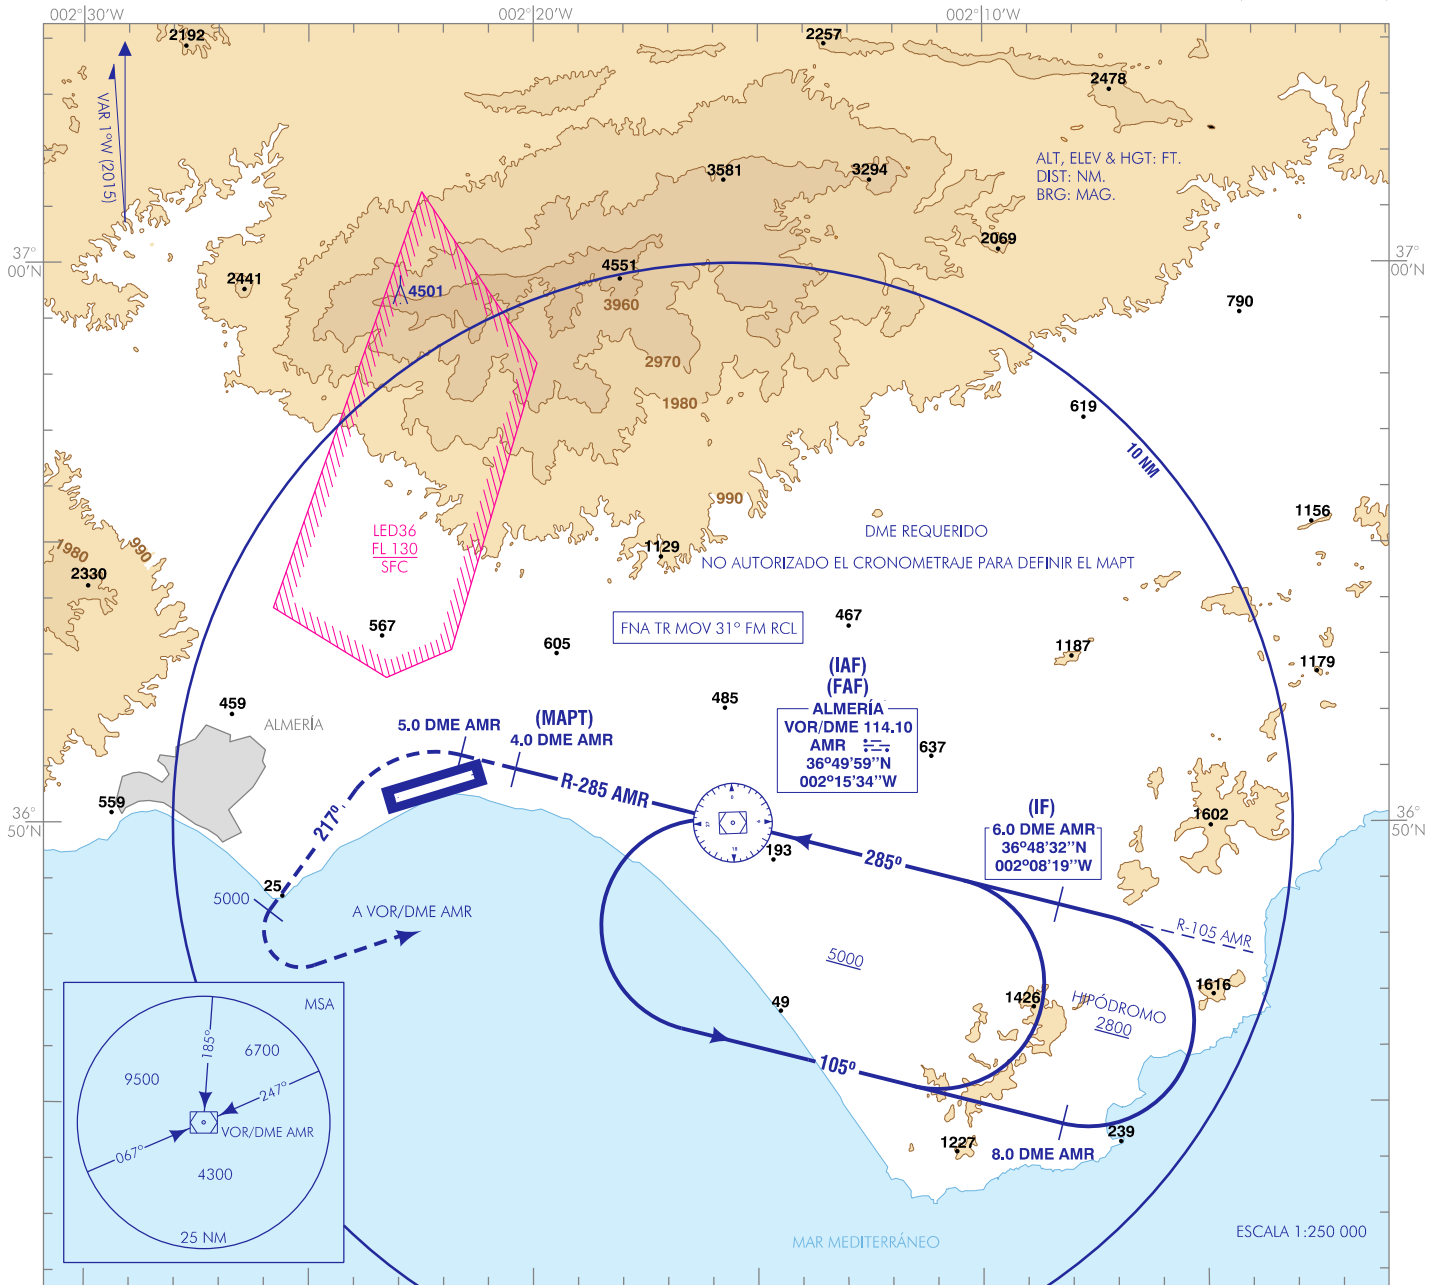 002°30'W
002°20'W
002°10'W
2192
2257
2478
VAR 1°W (2015)
ALT, ELEV & HGT: FT.
DIST: NM.
BRG: MAG.
3581
3294
2069
37°
00'N
37°
00'N
2441
4501
4551
3960
790
2970
1980
619
10 NM
990
1156
LED36
FL 130
SFC
DME REQUERIDO
1129
NO AUTORIZADO EL CRONOMETRAJE PARA DEFINIR EL MAPT
1980
990
2330
567
605
FNA TR MOV 31° FM RCL
467
1187
1179
(IAF)
(FAF)
ALMERÍA
VOR/DME 114.10
AMR
36°49'59''N
002°15'34''W
459
ALMERÍA
485
637
5.0 DME AMR
(MAPT)
4.0 DME AMR
R-285 AMR
559
36°
50'N
36°
50'N
217°
193
285°
(IF)
6.0 DME AMR
36°48'32''N
002°08'19''W
1602
25
5000
A VOR/DME AMR
R-105 AMR
5000
1616
1426
HIPÓDROMO
2800
49
105°
239
1227
8.0 DME AMR
MSA
185°
6700
9500
247°
VOR/DME AMR
067°
4300
25 NM
MAR MEDITERRÁNEO
ESCALA 1:250 000